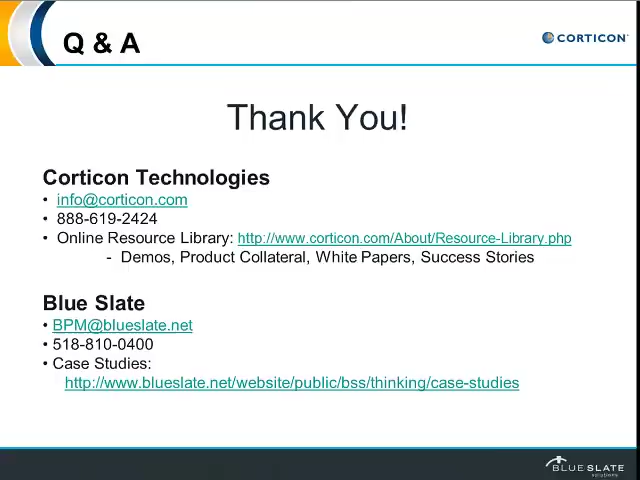 Q & A
CORTICON
Thank You!
Corticon Technologies
• info@corticon.com
• 888-619-2424
• Online Resource Library: http://www.corticon.com/About/Resource-Library.php
- Demos, Product Collateral, White Papers, Success Stories
Blue Slate
• BPM@blueslate.net
• 518-810-0400
• Case Studies:
http://www.blueslate.net/website/public/bss/thinking/case-studies
BLUE SLATE
solutions